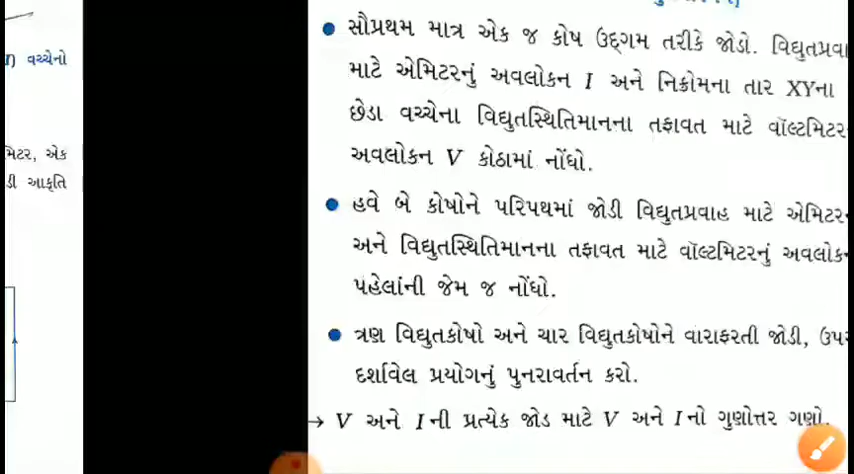 I) વચ્ચેનો
મિટર, એક
ડી આકૃતિ
સૌપ્રથમ માત્ર એક જ કોષ ઉદ્ગમ તરીકે જોડો. વિદ્યુતપ્રવા
માટે એમિટરનું અવલોકન I અને નિક્રોમના તાર XYના
છેડા વચ્ચેના વિદ્યુતસ્થિતિમાનના તફાવત માટે વૉલ્ટમિટર
અવલોકન V કોઠામાં નોંધો.
હવે બે કોષોને પરિપથમાં જોડી વિદ્યુતપ્રવાહ માટે એમિટર
અને વિદ્યુતસ્થિતિમાનના તફાવત માટે વૉલ્ટમિટરનું અવલોક
પહેલાંની જેમ જ નોંધો.
ત્રણ વિદ્યુતકોષો અને ચાર વિદ્યુતકોષોને વારાફરતી જોડી, ઉપ
દર્શાવેલ પ્રયોગનું પુનરાવર્તન કરો.
→ V અને I ની પ્રત્યેક જોડ માટે V અને I નો ગુણોત્તર ગણો.